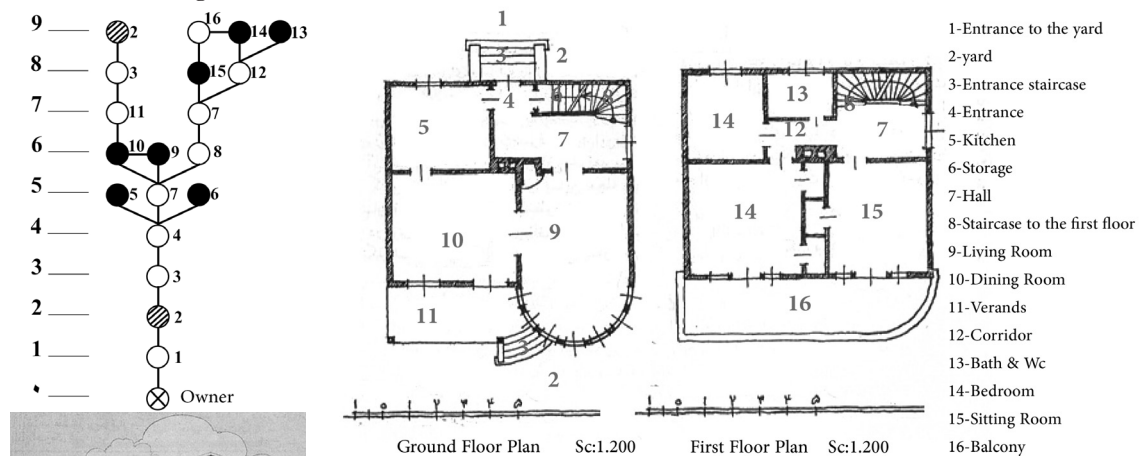 9 2 16 14 13
8 3 15 12
7 11 7
6 10 9 8
5 5 7 6
4 4
3 3
2 2
1 1
Owner
1
3 2
4
5 7
10 9
11 3
2
Ground Floor Plan Sc:1.200
13 8
14 12 7
14 15
16
First Floor Plan Sc:1.200
1-Entrance to the yard
2-yard
3-Entrance staircase
4-Entrance
5-Kitchen
6-Storage
7-Hall
8-Staircase to the first floor
9-Living Room
10-Dining Room
11-Verands
12-Corridor
13-Bath & Wc
14-Bedroom
15-Sitting Room
16-Balcony